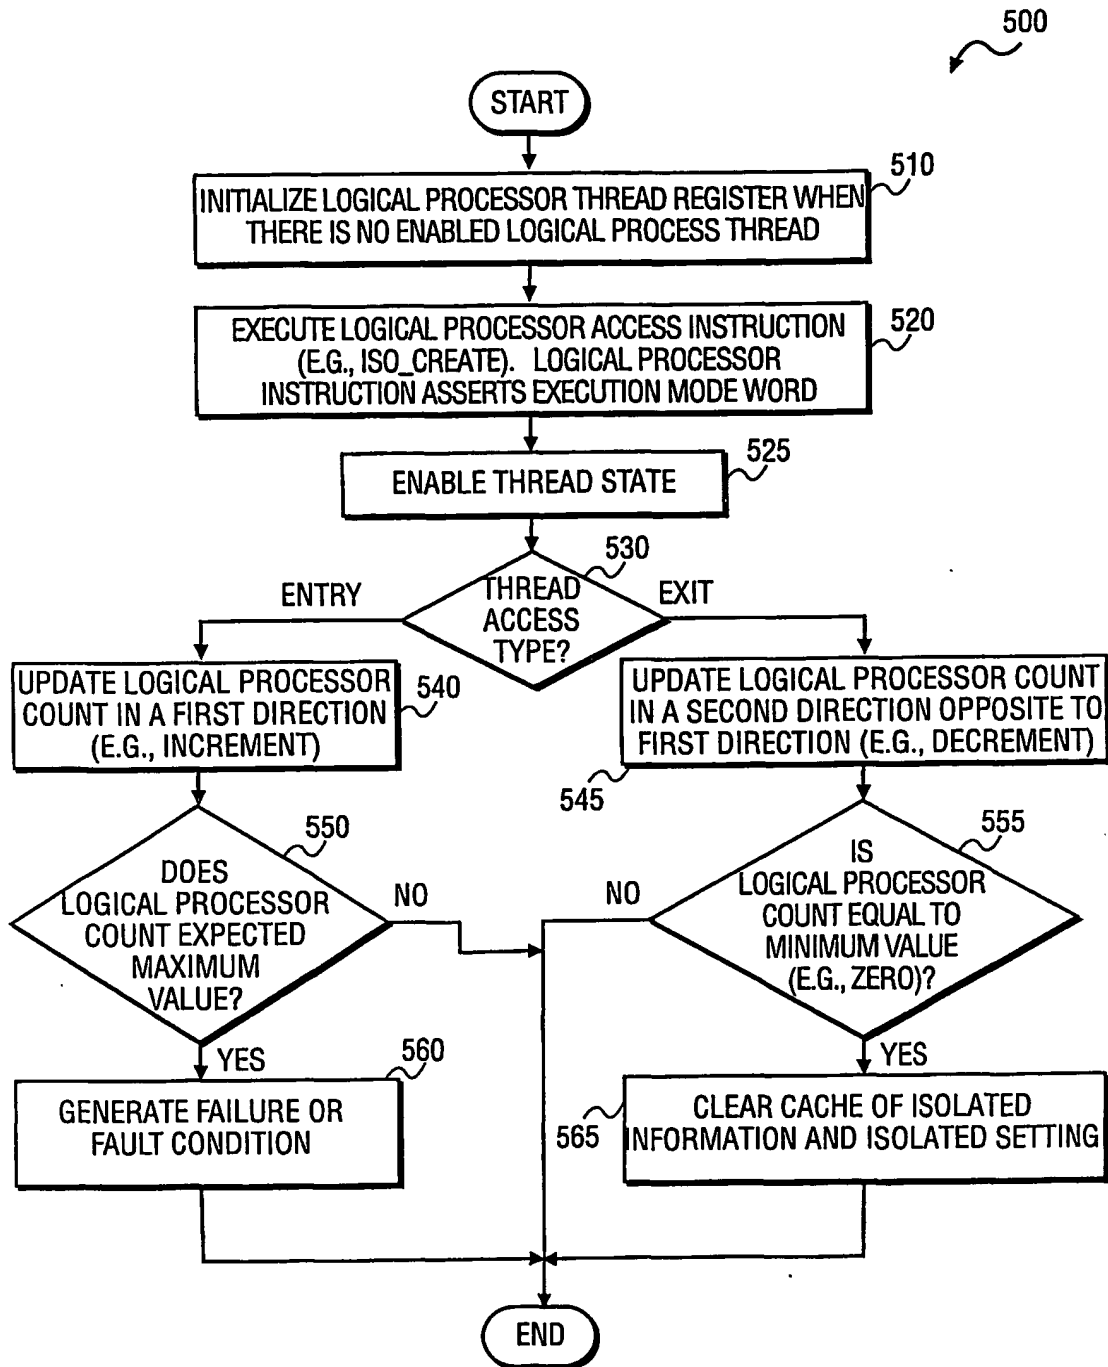 500
START
510
INITIALIZE LOGICAL PROCESSOR THREAD REGISTER WHEN
THERE IS NO ENABLED LOGICAL PROCESS THREAD
EXECUTE LOGICAL PROCESSOR ACCESS INSTRUCTION
(E.G., ISO_CREATE). LOGICAL PROCESSOR
INSTRUCTION ASSERTS EXECUTION MODE WORD
520
ENABLE THREAD STATE
525
530
THREAD
ACCESS
TYPE?
ENTRY
EXIT
UPDATE LOGICAL PROCESSOR
COUNT IN A FIRST DIRECTION
(E.G., INCREMENT)
540
UPDATE LOGICAL PROCESSOR COUNT
IN A SECOND DIRECTION OPPOSITE TO
FIRST DIRECTION (E.G., DECREMENT)
545
550
DOES
LOGICAL PROCESSOR
COUNT EXPECTED
MAXIMUM
VALUE?
NO
YES
555
IS
LOGICAL PROCESSOR
COUNT EQUAL TO
MINIMUM VALUE
(E.G., ZERO)?
NO
YES
560
GENERATE FAILURE OR
FAULT CONDITION
565
CLEAR CACHE OF ISOLATED
INFORMATION AND ISOLATED SETTING
END